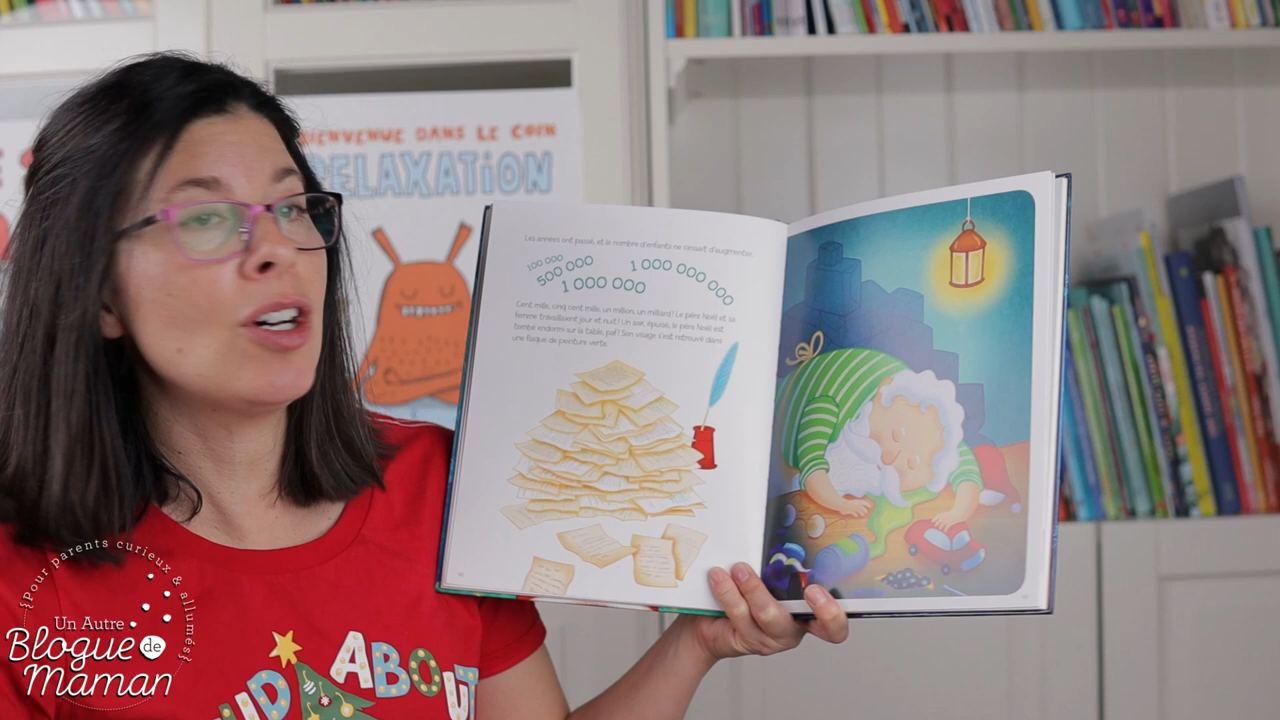 BIENVENUE DANS LE COIN
RELAXATION
Les années ont passé, et le nombre d'enfants ne cessait d'augmenter.
100 000
500 000
1 000 000
1 000 000 000
Cent mille, cinq cent mille, un million, un milliard! Le père Noël et sa
femme travaillaient jour et nuit! Un soir, épuisé, le père Noël est
tombé endormi sur la table, paf! Son visage s'est retrouvé dans
une flaque de peinture verte.
{Pour parents curieux & allumés}
Un Autre
Blogue de
Maman
ABOU